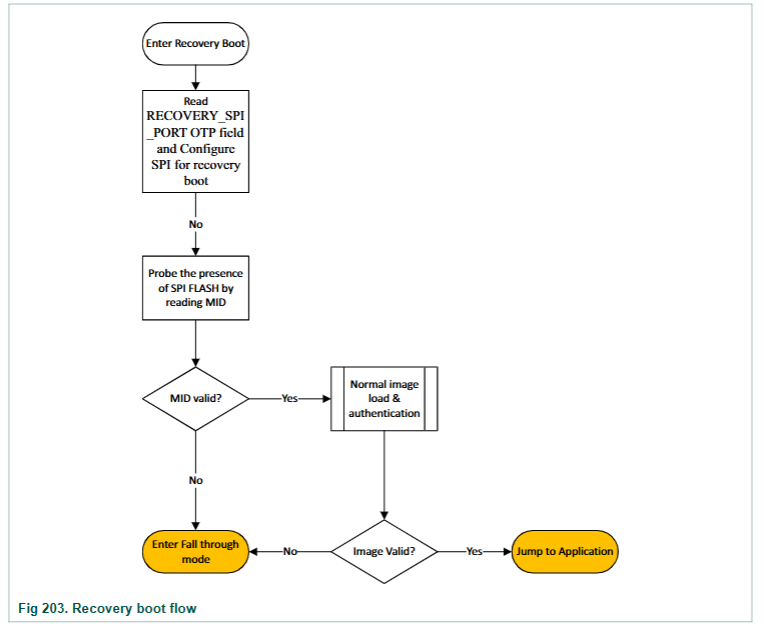 Enter Recovery Boot
Read
RECOVERY_SPI
_PORT OTP field
and Configure
SPI for recovery
boot
No
Probe the presence
of SPI FLASH by
reading MID
MID valid?
Yes
Normal image
load &
authentication
No
Enter Fall through
mode
No
Image Valid?
Yes
Jump to Application
Fig 203. Recovery boot flow